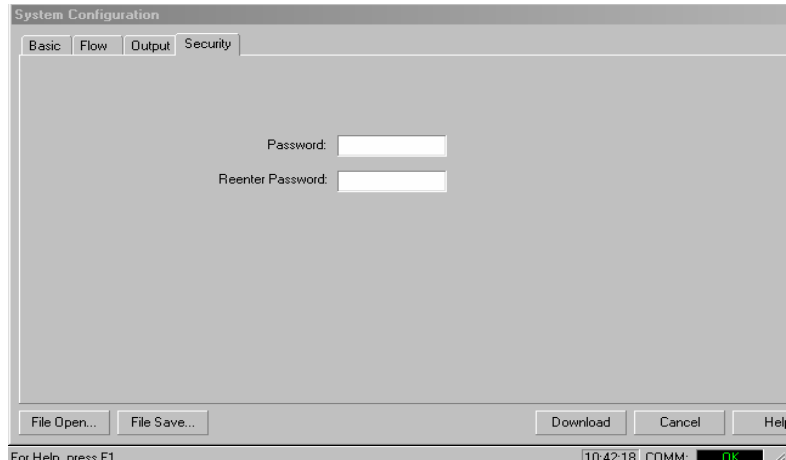 System Configuration
Basic Flow Output Security
Password:
Reenter Password:
File Open... File Save... Download Cancel Help
For Help, press F1 10:42:18 COMM: OK